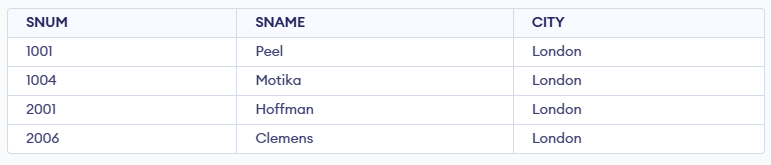 SNUM SNAME CITY
1001 Peel London
1004 Motika London
2001 Hoffman London
2006 Clemens London